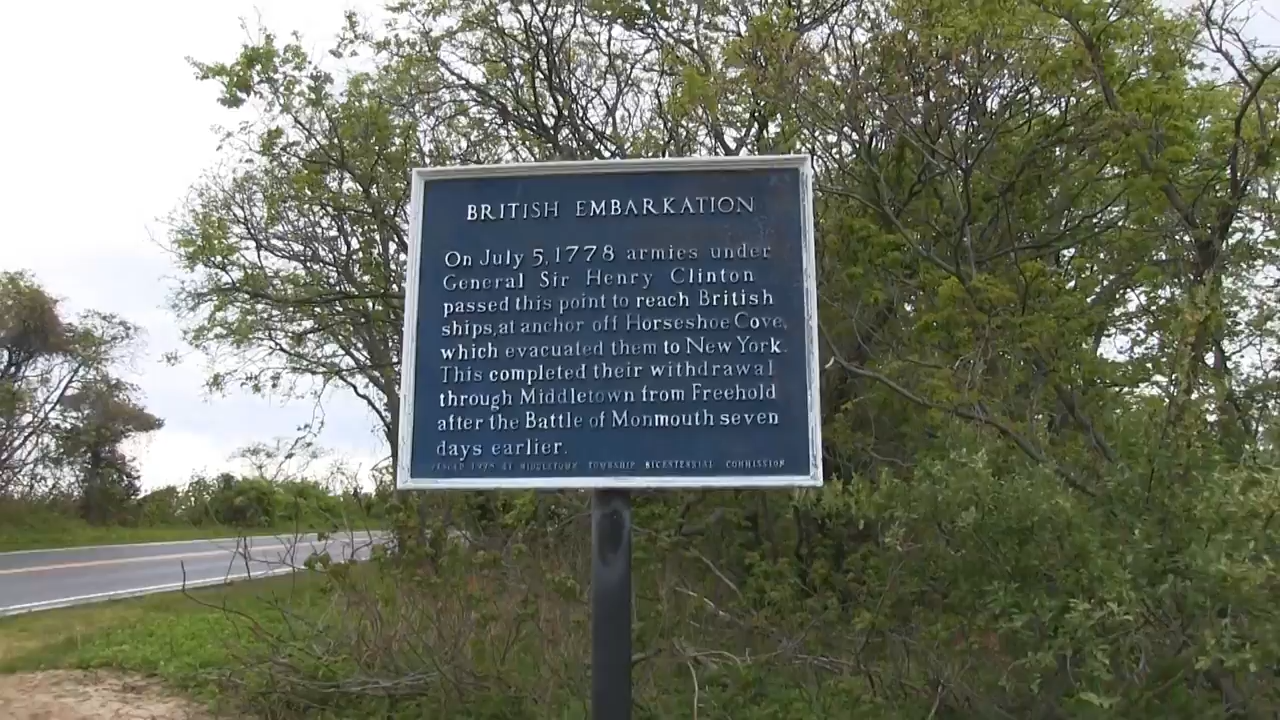 BRITISH EMBARKATION
On July 5, 1778 armies under
General Sir Henry Clinton
passed this point to reach British
ships, at anchor off Horseshoe Cove,
which evacuated them to New York.
This completed their withdrawal
through Middletown from Freehold
after the Battle of Monmouth seven
days earlier.
BY MIDDLETOWN TOWNSHIP BICENTENNIAL COMMISSION